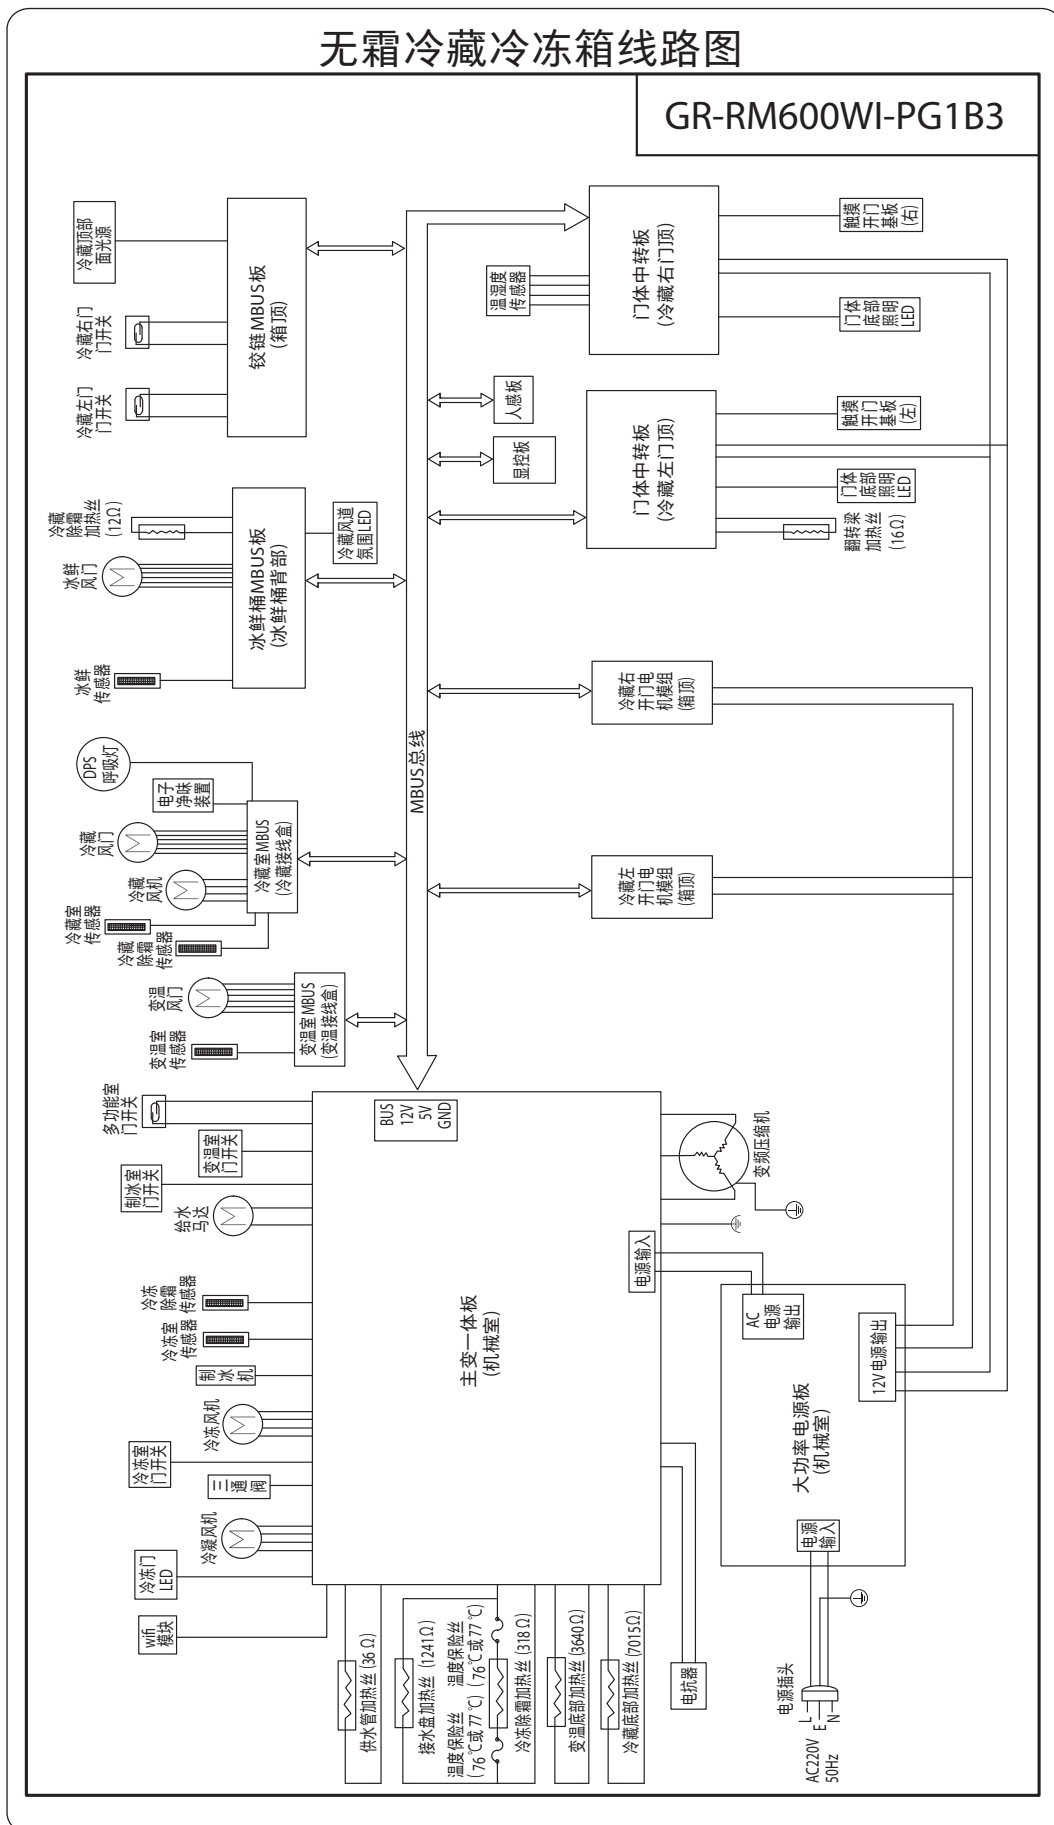 无霜冷藏冷冻箱线路图
GR-RM600WI-PG1B3
冷藏顶部
面光源
冷藏右门
门开关
冷藏左门
门开关
铰链MBUS板
(箱顶)
冷藏
除霜
加热丝
(12Ω)
冰鲜
风门
冰鲜
传感器
冰鲜桶MBUS板
(冰鲜桶背部)
冷藏风道
氛围LED
DPS
呼吸灯
电子
净味
装置
冷藏
风门
冷藏
风机
冷藏室
传感器
冷藏
除霜
传感器
冷藏室MBUS
(冷藏接线盒)
变温
风门
变温室
传感器
变温室MBUS
(变温接线盒)
MBUS总线
温湿度
传感器
门体中转板
(冷藏右门顶)
触摸
开门
基板
(右)
门体
底部
照明
LED
人感板
显控板
门体中转板
(冷藏左门顶)
触摸
开门
基板
(左)
门体
底部
照明
LED
翻转梁
加热丝
(16Ω)
冷藏右
开门电
机模组
(箱顶)
冷藏左
开门电
机模组
(箱顶)
多功能室
门开关
变温室
门开关
制冰室
门开关
给水
马达
冷冻
除霜
传感器
冷冻室
传感器
制冰机
冷冻风机
冷冻室
门开关
三通阀
冷凝风机
冷冻门
LED
wifi
模块
BUS
12V
5V
GND
主变一体板
(机械室)
变频压缩机
电源输入
AC
电源
输出
12V电源输出
大功率电源板
(机械室)
电源
输入
电源插头
L
E
N
AC220V
50Hz
电抗器
供水管加热丝(36Ω)
接水盘加热丝(1241Ω)
温度保险丝
(76℃或77℃)
温度保险丝
(76℃或77℃)
冷冻除霜加热丝(318Ω)
变温底部加热丝(3640Ω)
冷藏底部加热丝(7015Ω)